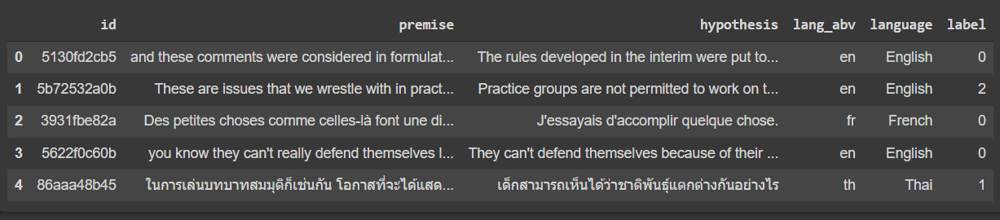 id premise hypothesis lang_abv language label
0 5130fd2cb5 and these comments were considered in formulat... The rules developed in the interim were put to... en English 0
1 5b72532a0b These are issues that we wrestle with in pract... Practice groups are not permitted to work on t... en English 2
2 3931fbe82a Des petites choses comme celles-là font une di... J'essayais d'accomplir quelque chose. fr French 0
3 5622f0c60b you know they can't really defend themselves l... They can't defend themselves because of their ... en English 0
4 86aaa48b45 ในการเล่นบทบาทสมมุติก็เช่นกัน โอกาสที่จะได้แสด... เด็กสามารถเห็นได้ว่าชาติพันธุ์แตกต่างกันอย่างไร th Thai 1